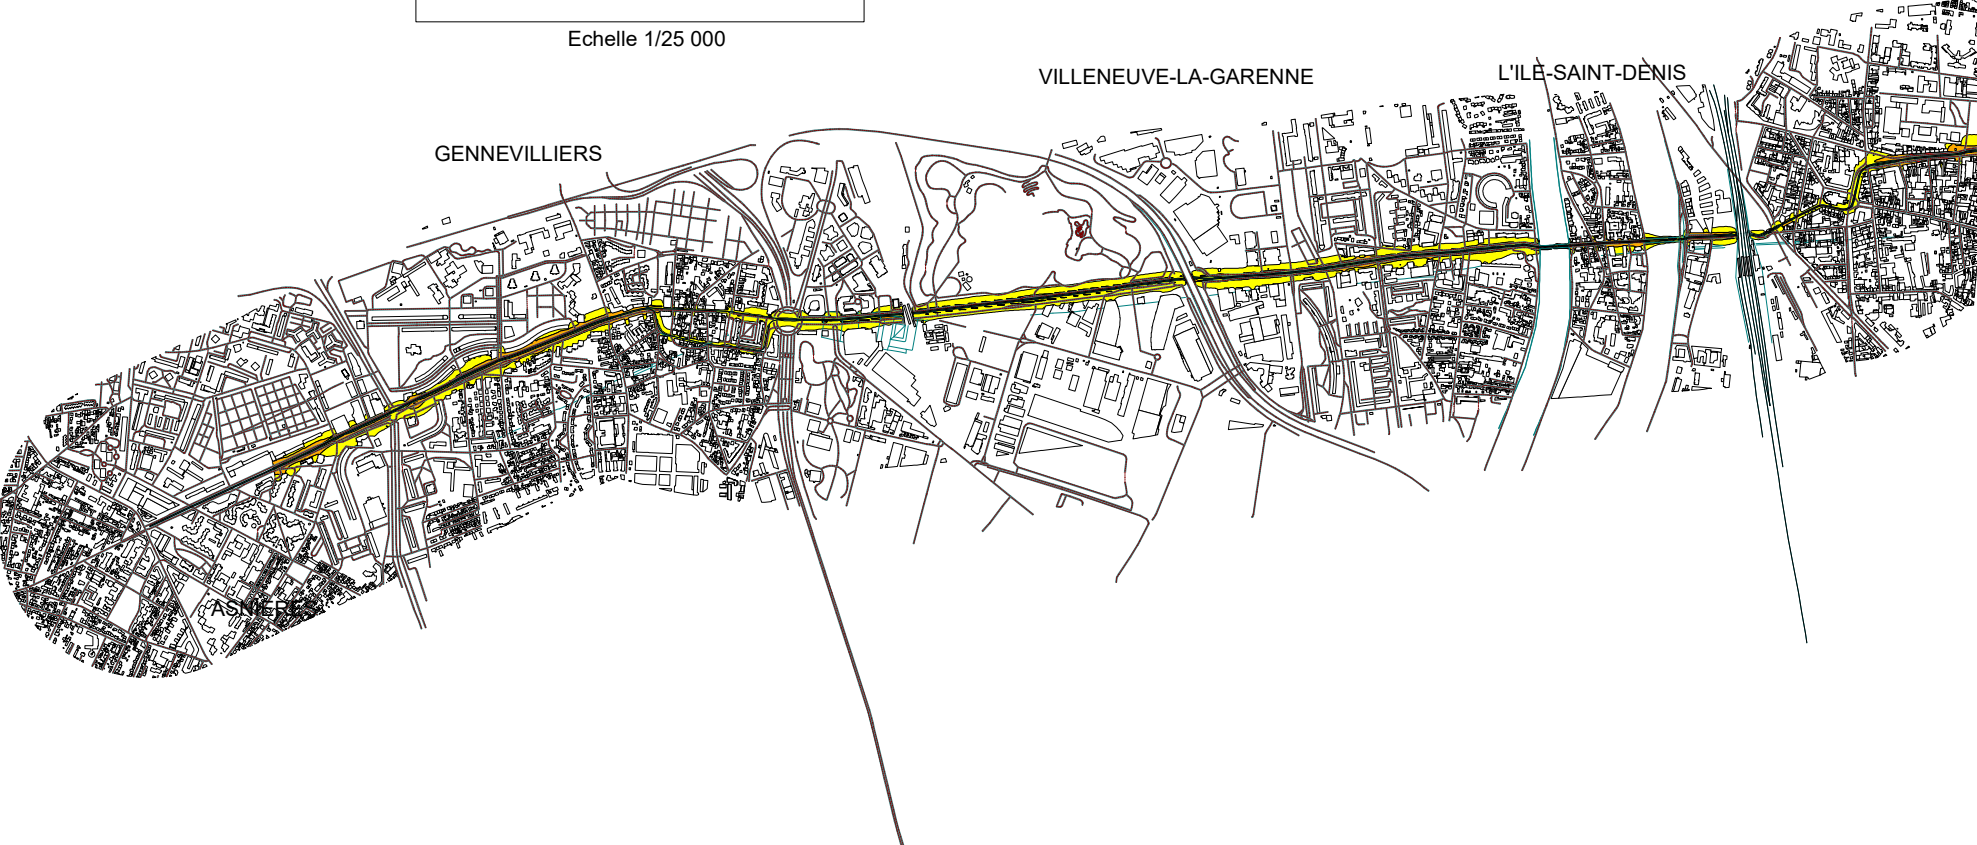 Echelle 1/25 000
VILLENEUVE-LA-GARENNE
L'ILE-SAINT-DENIS
GENNEVILLIERS
ASNIERES